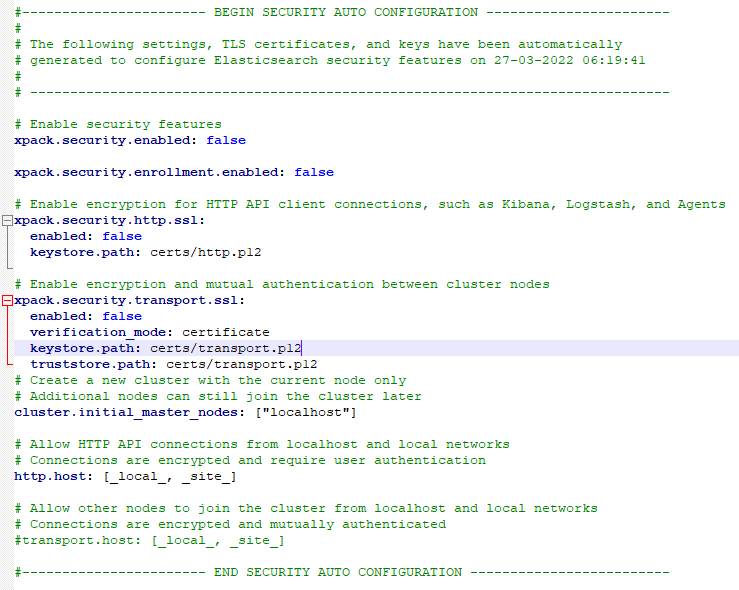 #----------------------- BEGIN SECURITY AUTO CONFIGURATION -----------------------
#
# The following settings, TLS certificates, and keys have been automatically
# generated to configure Elasticsearch security features on 27-03-2022 06:19:41
#
# --------------------------------------------------------------------------------
# Enable security features
xpack.security.enabled: false
xpack.security.enrollment.enabled: false
# Enable encryption for HTTP API client connections, such as Kibana, Logstash, and Agents
xpack.security.http.ssl:
  enabled: false
  keystore.path: certs/http.p12
# Enable encryption and mutual authentication between cluster nodes
xpack.security.transport.ssl:
  enabled: false
  verification_mode: certificate
  keystore.path: certs/transport.p12
  truststore.path: certs/transport.p12
# Create a new cluster with the current node only
# Additional nodes can still join the cluster later
cluster.initial_master_nodes: ["localhost"]
# Allow HTTP API connections from localhost and local networks
# Connections are encrypted and require user authentication
http.host: [_local_, _site_]
# Allow other nodes to join the cluster from localhost and local networks
# Connections are encrypted and mutually authenticated
#transport.host: [_local_, _site_]
#----------------------- END SECURITY AUTO CONFIGURATION -------------------------